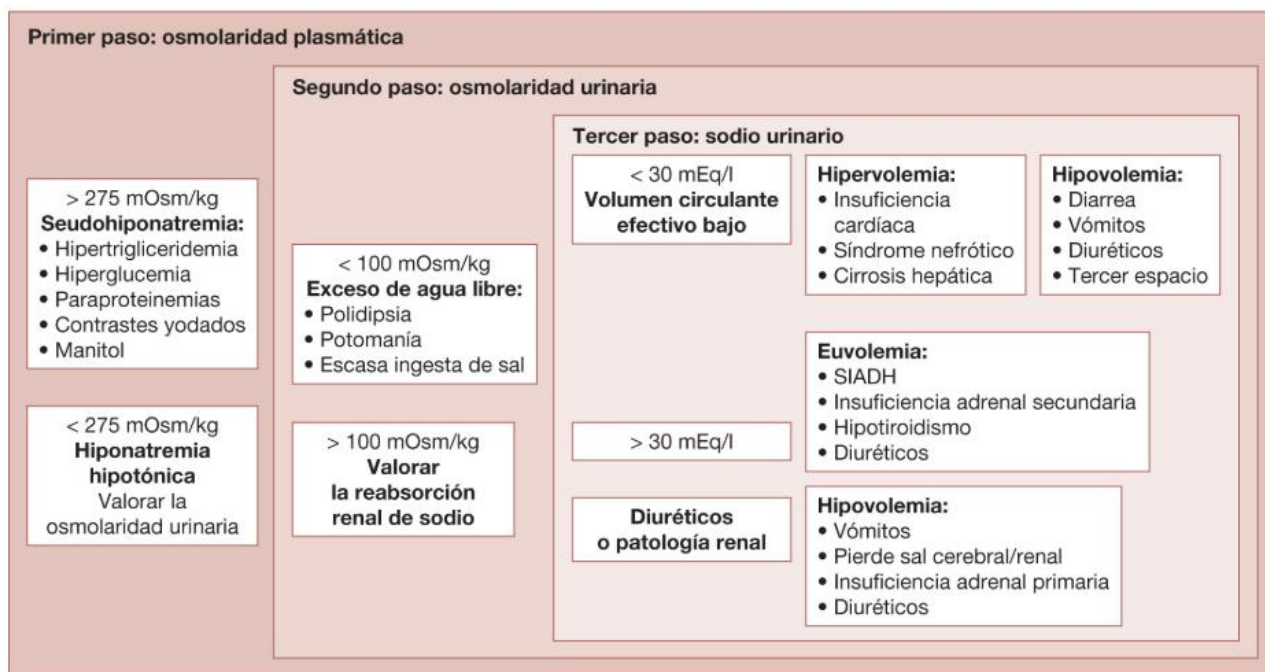 Primer paso: osmolaridad plasmática
> 275 mOsm/kg
Seudohiponatremia:
• Hipertrigliceridemia
• Hiperglucemia
• Paraproteinemias
• Contrastes yodados
• Manitol
< 275 mOsm/kg
Hiponatremia
hipotónica
Valorar la
osmolaridad urinaria
Segundo paso: osmolaridad urinaria
< 100 mOsm/kg
Exceso de agua libre:
• Polidipsia
• Potomanía
• Escasa ingesta de sal
> 100 mOsm/kg
Valorar
la reabsorción
renal de sodio
Tercer paso: sodio urinario
< 30 mEq/l
Volumen circulante
efectivo bajo
Hipervolemia:
• Insuficiencia
cardíaca
• Síndrome nefrótico
• Cirrosis hepática
Hipovolemia:
• Diarrea
• Vómitos
• Diuréticos
• Tercer espacio
> 30 mEq/l
Diuréticos
o patología renal
Euvolemia:
• SIADH
• Insuficiencia adrenal secundaria
• Hipotiroidismo
• Diuréticos
Hipovolemia:
• Vómitos
• Pierde sal cerebral/renal
• Insuficiencia adrenal primaria
• Diuréticos